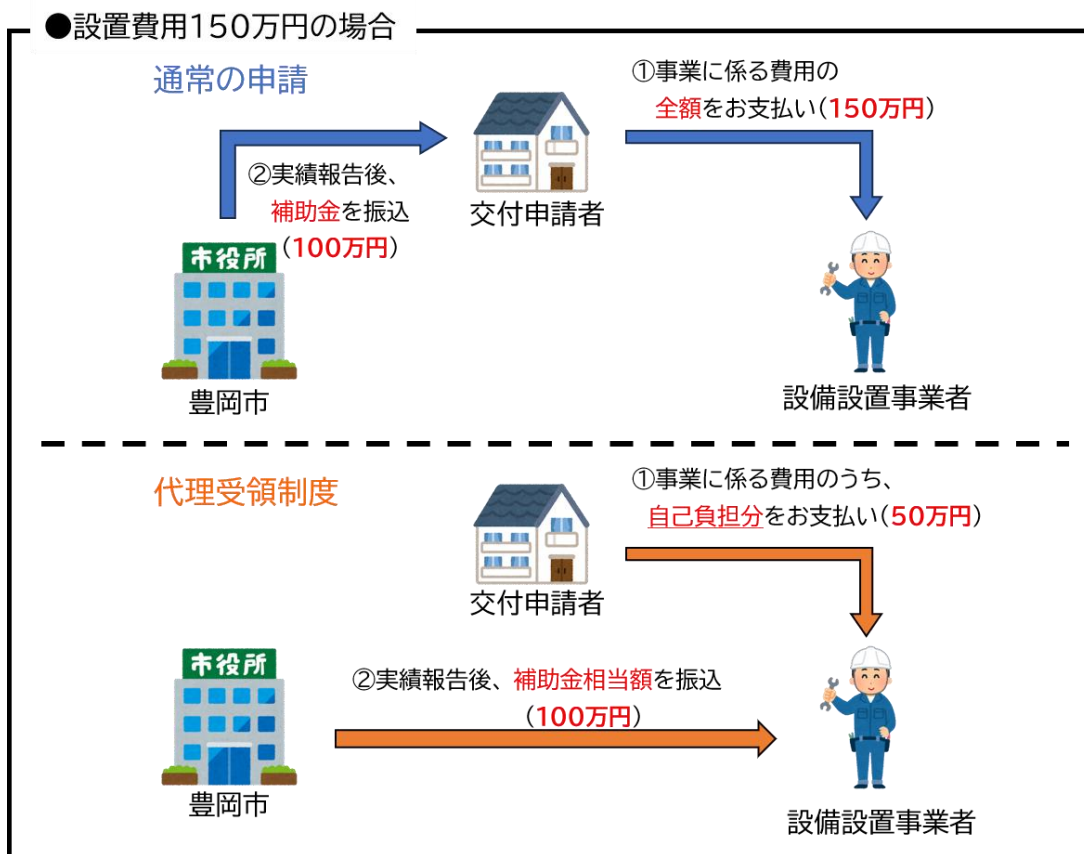 ●設置費用150万円の場合
通常の申請
①事業に係る費用の
全額をお支払い(150万円)
②実績報告後、
補助金を振込
(100万円)
交付申請者
市役所
豊岡市
設備設置事業者
代理受領制度
①事業に係る費用のうち、
自己負担分をお支払い(50万円)
交付申請者
市役所
②実績報告後、補助金相当額を振込
(100万円)
豊岡市
設備設置事業者